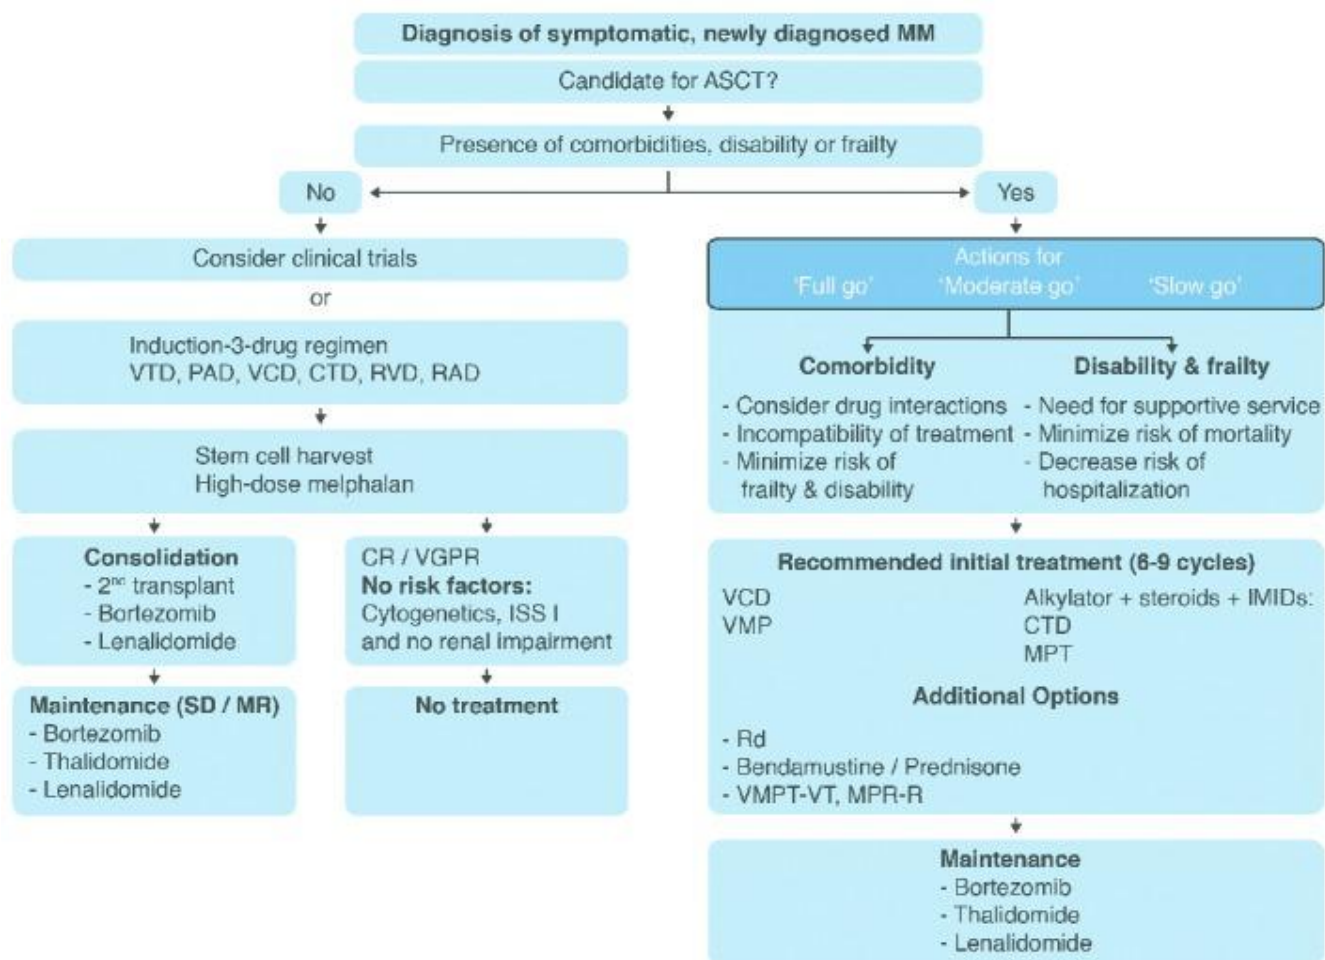 Diagnosis of symptomatic, newly diagnosed MM
Candidate for ASCT?
Presence of comorbidities, disability or frailty
No
Yes
Consider clinical trials
or
Induction-3-drug regimen
VTD, PAD, VCD, CTD, RVD, RAD
Stem cell harvest
High-dose melphalan
Consolidation
- 2nd transplant
- Bortezomib
- Lenalidomide
CR / VGPR
No risk factors:
Cytogenetics, ISS I
and no renal impairment
Maintenance (SD / MR)
- Bortezomib
- Thalidomide
- Lenalidomide
No treatment
Actions for
'Full go' 'Moderate go' 'Slow go'
Comorbidity
- Consider drug interactions
- Incompatibility of treatment
- Minimize risk of
frailty & disability
Disability & frailty
- Need for supportive service
- Minimize risk of mortality
- Decrease risk of
hospitalization
Recommended initial treatment (6-9 cycles)
VCD
VMP
Alkylator + steroids + IMIDs:
CTD
MPT
Additional Options
- Rd
- Bendamustine / Prednisone
- VMPT-VT, MPR-R
Maintenance
- Bortezomib
- Thalidomide
- Lenalidomide